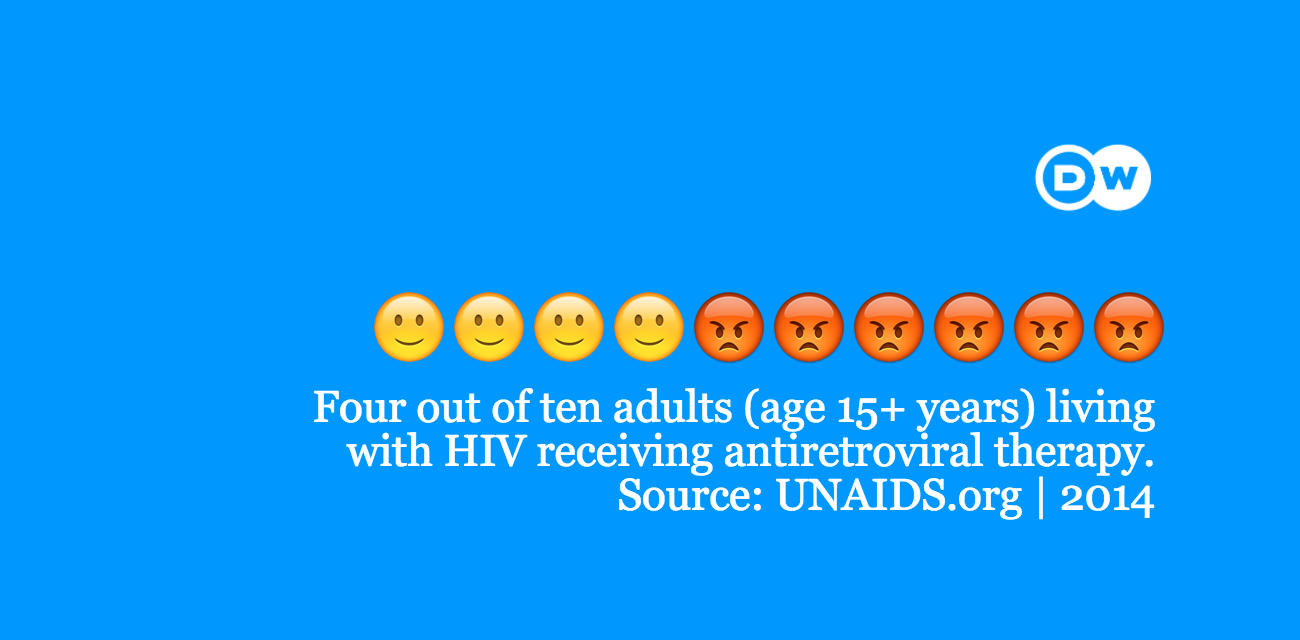 DW
Four out of ten adults (age 15+ years) living
with HIV receiving antiretroviral therapy.
Source: UNAIDS.org | 2014